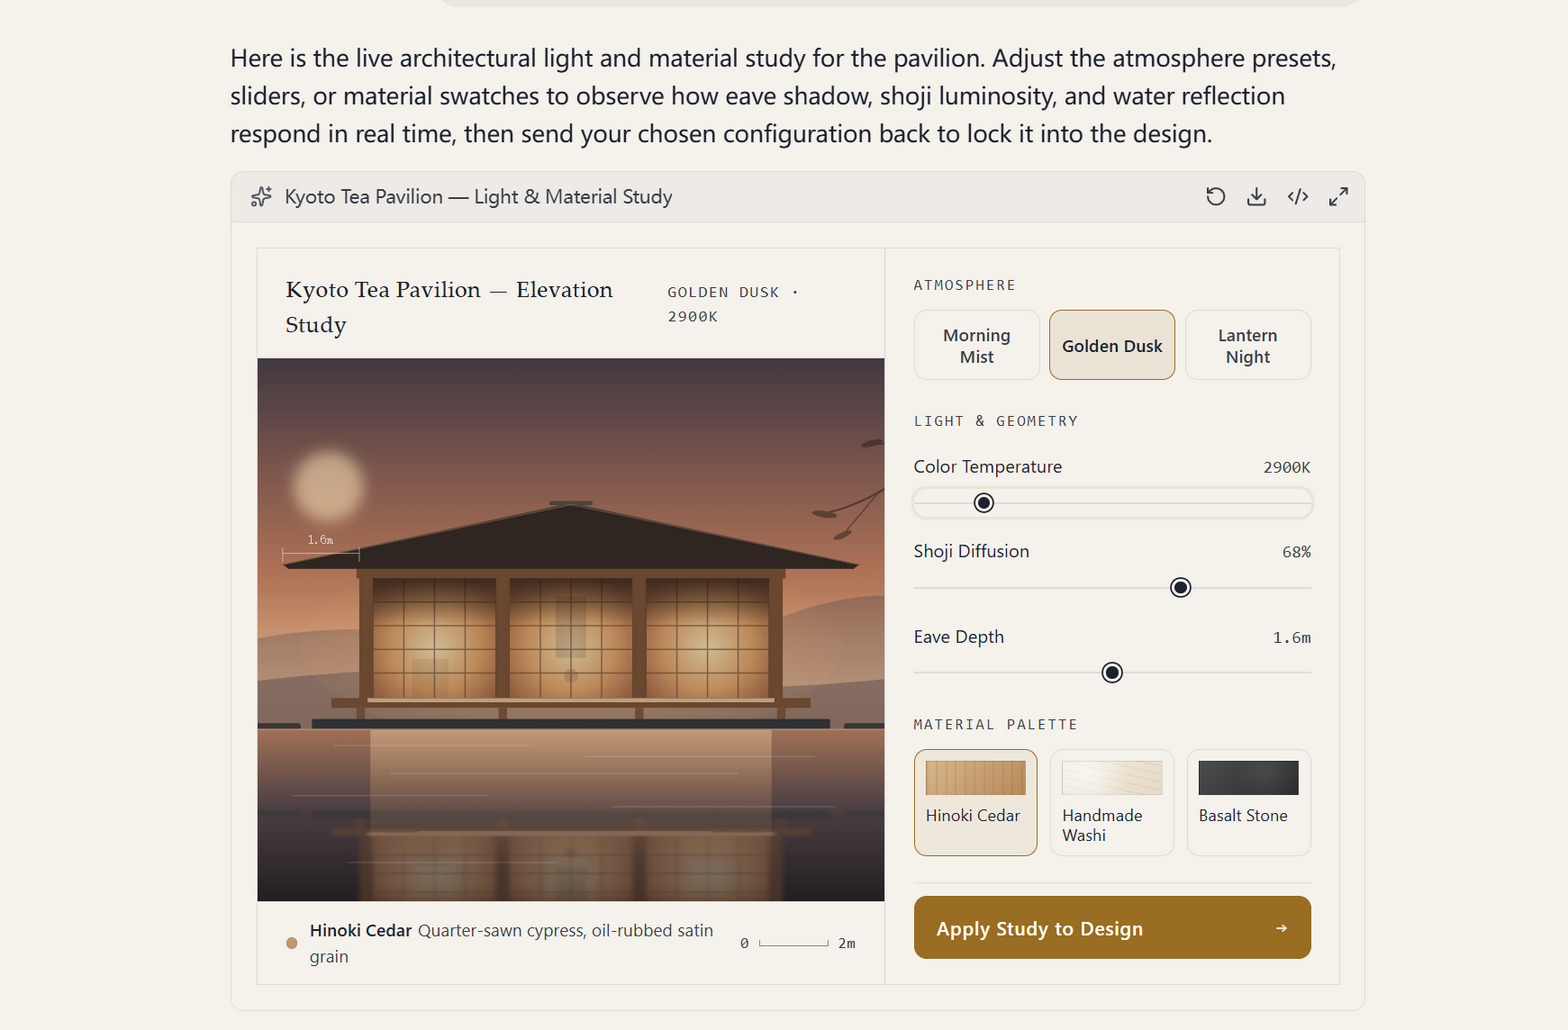 Here is the live architectural light and material study for the pavilion. Adjust the atmosphere presets,
sliders, or material swatches to observe how eave shadow, shoji luminosity, and water reflection
respond in real time, then send your chosen configuration back to lock it into the design.
Kyoto Tea Pavilion — Light & Material Study
Kyoto Tea Pavilion — Elevation
Study
GOLDEN DUSK ·
2900K
1.6m
Hinoki Cedar Quarter-sawn cypress, oil-rubbed satin
grain
0 2m
ATMOSPHERE
Morning
Mist
Golden Dusk
Lantern
Night
LIGHT & GEOMETRY
Color Temperature 2900K
Shoji Diffusion 68%
Eave Depth 1.6m
MATERIAL PALETTE
Hinoki Cedar
Handmade
Washi
Basalt Stone
Apply Study to Design →